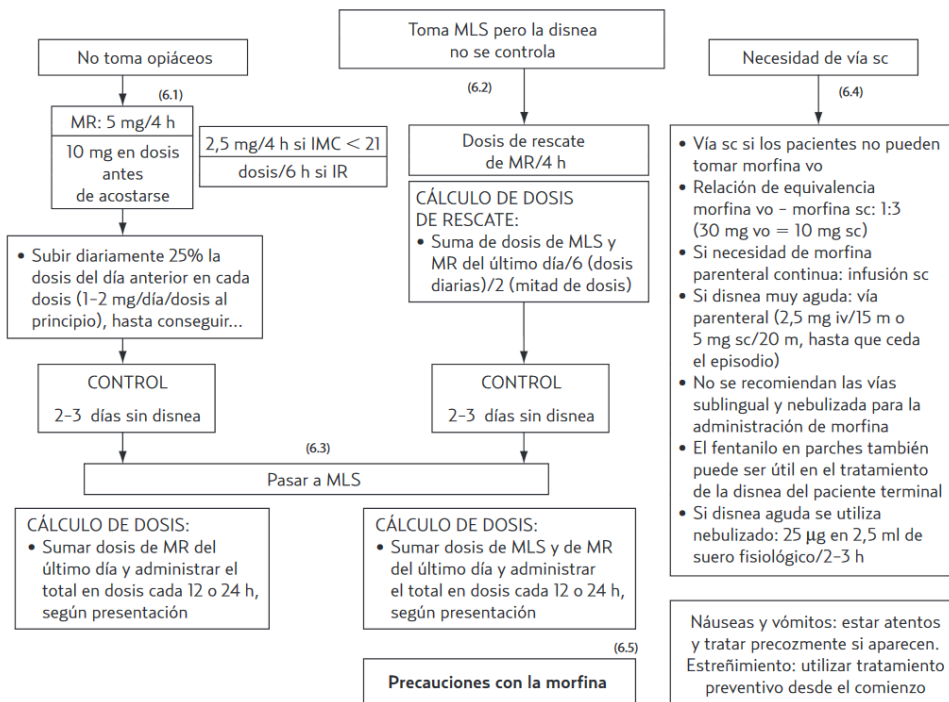 No toma opiáceos
(6.1)
MR: 5 mg/4 h
10 mg en dosis
antes
de acostarse
2,5 mg/4 h si IMC < 21
dosis/6 h si IR
• Subir diariamente 25% la
dosis del día anterior en cada
dosis (1–2 mg/día/dosis al
principio), hasta conseguir...
CONTROL
2–3 días sin disnea
Toma MLS pero la disnea
no se controla
(6.2)
Dosis de rescate
de MR/4 h
CÁLCULO DE DOSIS
DE RESCATE:
• Suma de dosis de MLS y
MR del último día/6 (dosis
diarias)/2 (mitad de dosis)
CONTROL
2–3 días sin disnea
(6.3)
Pasar a MLS
CÁLCULO DE DOSIS:
• Sumar dosis de MR del
último día y administrar el
total en dosis cada 12 o 24 h,
según presentación
CÁLCULO DE DOSIS:
• Sumar dosis de MLS y de MR
del último día y administrar
el total en dosis cada 12 o 24 h,
según presentación
Necesidad de vía sc
(6.4)
• Vía sc si los pacientes no pueden
tomar morfina vo
• Relación de equivalencia
morfina vo – morfina sc: 1:3
(30 mg vo = 10 mg sc)
• Si necesidad de morfina
parenteral continua: infusión sc
• Si disnea muy aguda: vía
parenteral (2,5 mg iv/15 m o
5 mg sc/20 m, hasta que ceda
el episodio)
• No se recomiendan las vías
sublingual y nebulizada para la
administración de morfina
• El fentanilo en parches también
puede ser útil en el tratamiento
de la disnea del paciente terminal
• Si disnea aguda se utiliza
nebulizado: 25 µg en 2,5 ml de
suero fisiológico/2–3 h
(6.5)
Precauciones con la morfina
Náuseas y vómitos: estar atentos
y tratar precozmente si aparecen.
Estreñimiento: utilizar tratamiento
preventivo desde el comienzo